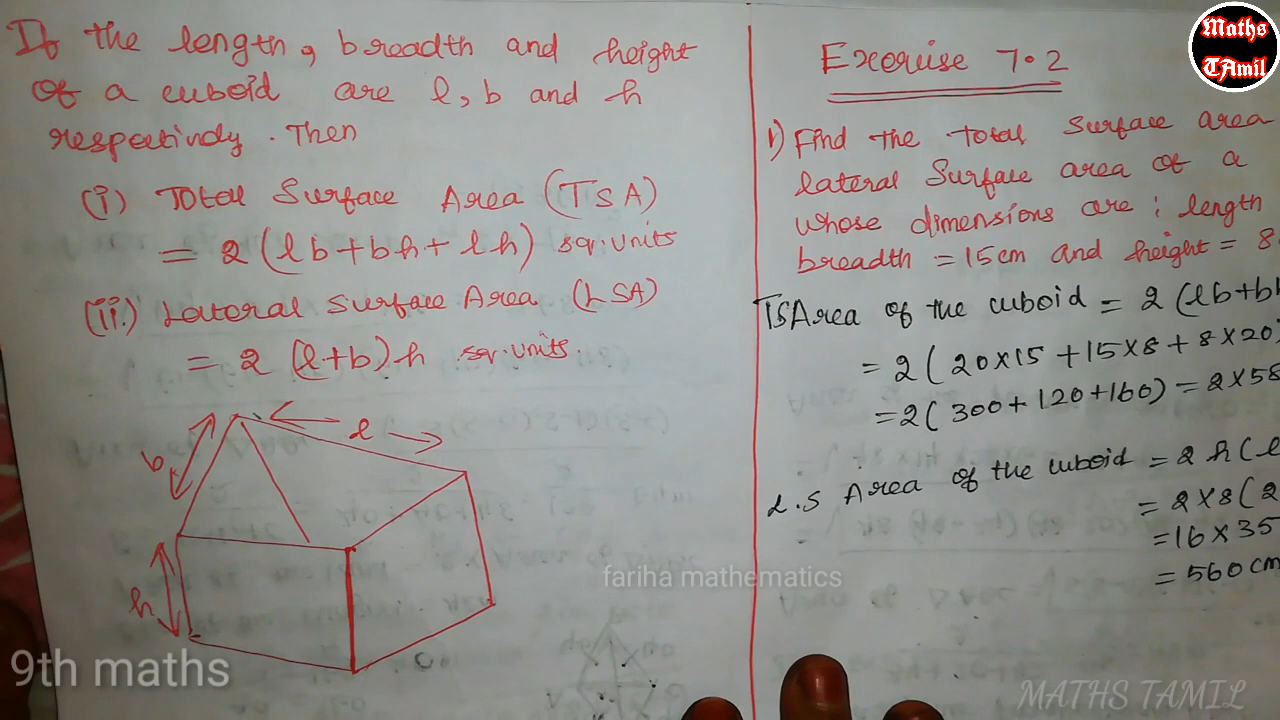 If the length, breadth and height
of a cuboid are l, b and h
respectively. Then
(i) Total Surface Area (TSA)
= 2(lb+bh+lh) sq.units
(ii) Lateral Surface Area (LSA)
= 2(l+b)h sq.units.
l
b
h
9th maths
Maths
TAmil
Exercise 7.2
1) Find the total surface area
lateral Surface area of a
whose dimensions are : length
breadth = 15cm and height = 8
TSArea of the cuboid = 2(lb+bh
= 2(20×15+15×8+8×20)
= 2(300+120+160) = 2×58
L.S Area of the cuboid = 2h(l
= 2×8(2
= 16×35
= 560cm
fariha mathematics
MATHS TAMIL